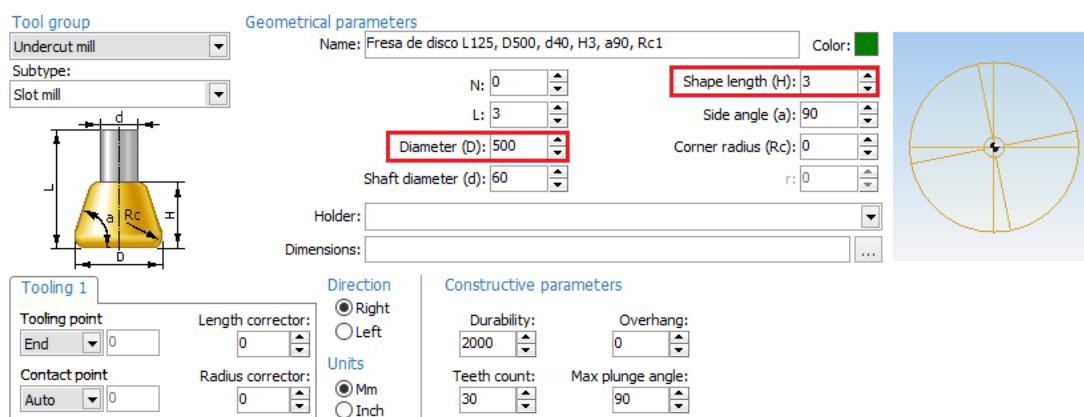 Tool group
Geometrical parameters
Undercut mill
Name: Fresa de disco L125, D500, d40, H3, a90, Rc1
Color:
Subtype:
Slot mill
N: 0
Shape length (H): 3
L: 3
Side angle (a): 90
Diameter (D): 500
Corner radius (Rc): 0
Shaft diameter (d): 60
r: 0
Holder:
Dimensions:
...
d
L
a
Rc
H
D
Tooling 1
Direction
Constructive parameters
Tooling point
Length corrector:
Right
Durability:
Overhang:
End
0
0
Left
2000
0
Units
Contact point
Radius corrector:
Mm
Teeth count:
Max plunge angle:
Auto
0
0
Inch
30
90